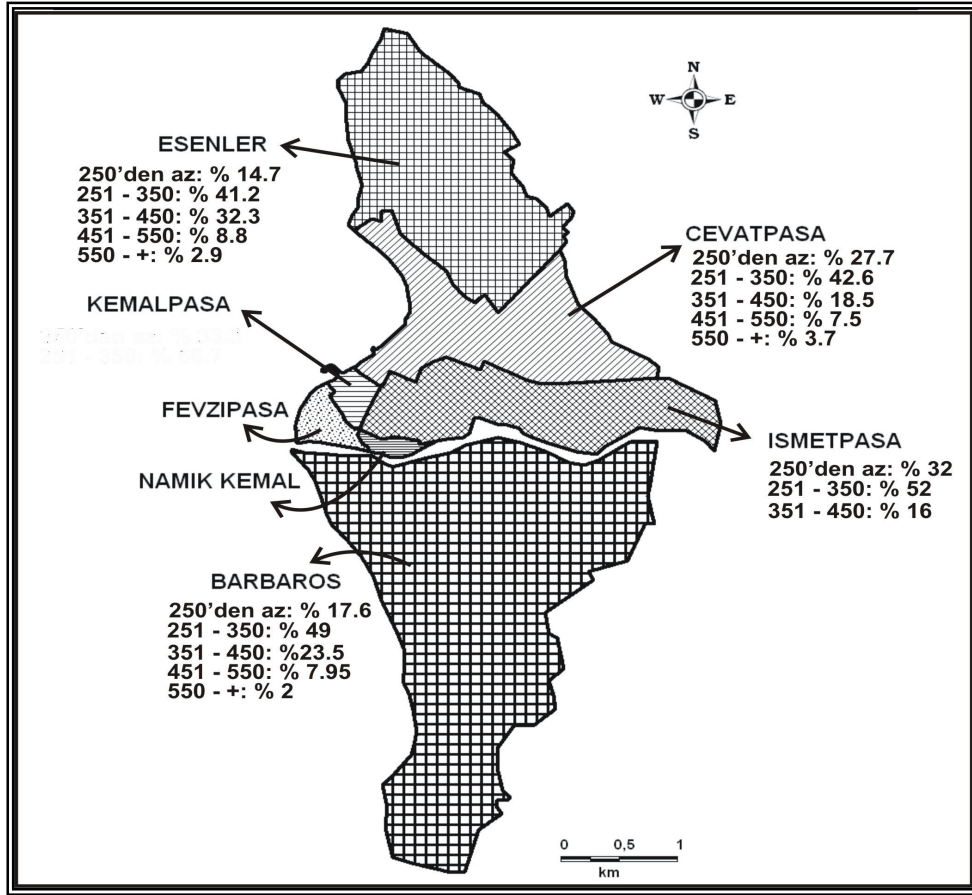 N
W E
S
ESENLER
250'den az: % 14.7
251 - 350: % 41.2
351 - 450: % 32.3
451 - 550: % 8.8
550 - +: % 2.9
CEVATPASA
250'den az: % 27.7
251 - 350: % 42.6
351 - 450: % 18.5
451 - 550: % 7.5
550 - +: % 3.7
KEMALPASA
FEVZIPASA
ISMETPASA
250'den az: % 32
251 - 350: % 52
351 - 450: % 16
NAMIK KEMAL
BARBAROS
250'den az: % 17.6
251 - 350: % 49
351 - 450: %23.5
451 - 550: % 7.95
550 - +: % 2
0 0,5 1
km